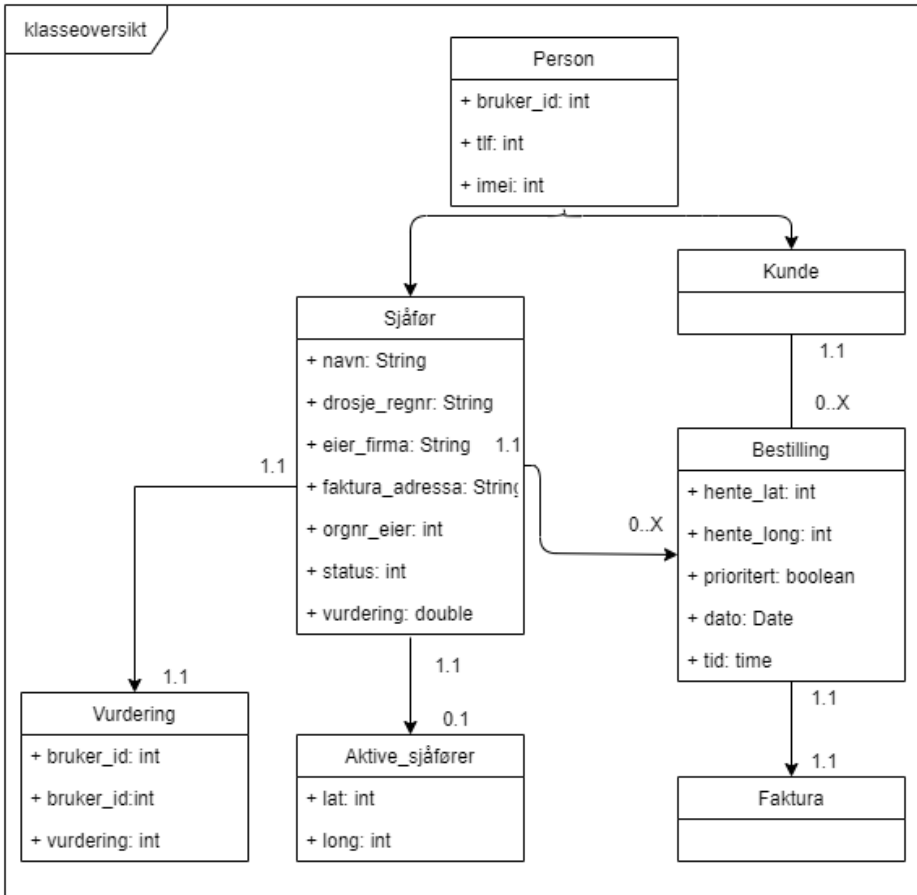 klasseoversikt
Person
+ bruker_id: int
+ tlf: int
+ imei: int
Kunde
1.1
0..X
Sjåfør
+ navn: String
+ drosje_regnr: String
+ eier_firma: String
+ faktura_adressa: String
+ orgnr_eier: int
+ status: int
+ vurdering: double
1.1
0..X
Bestilling
+ hente_lat: int
+ hente_long: int
+ prioritert: boolean
+ dato: Date
+ tid: time
1.1
1.1
Vurdering
+ bruker_id: int
+ bruker_id:int
+ vurdering: int
1.1
0.1
Aktive_sjåfører
+ lat: int
+ long: int
1.1
1.1
Faktura